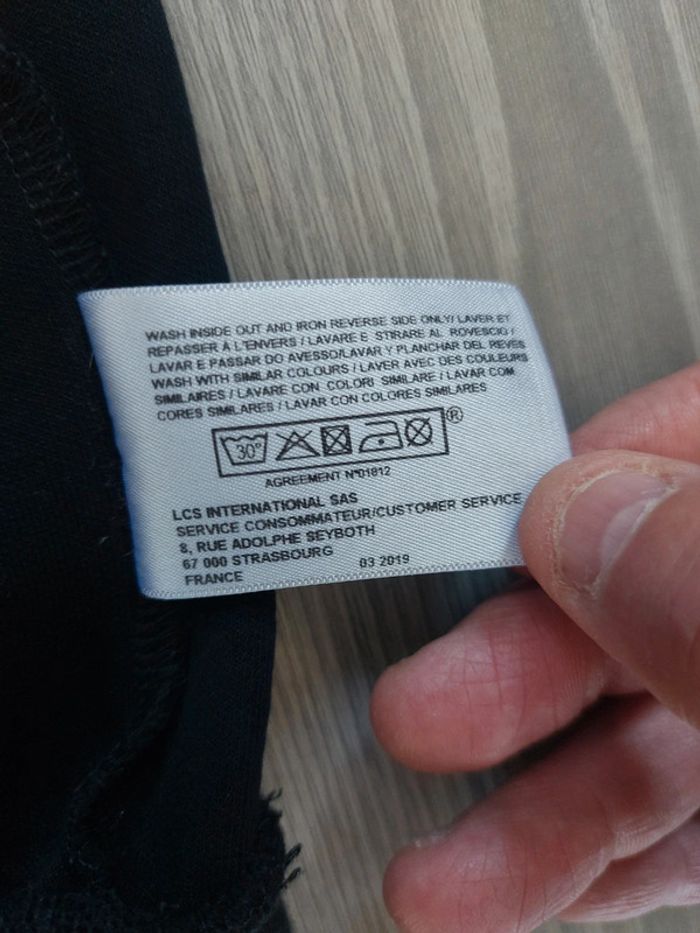 WASH INSIDE OUT AND IRON REVERSE SIDE ONLY/ LAVER ET
REPASSER À L'ENVERS / LAVARE E STIRARE AL ROVESCIO /
LAVAR E PASSAR DO AVESSO/LAVAR Y PLANCHAR DEL REVES
WASH WITH SIMILAR COLOURS / LAVER AVEC DES COULEURS
SIMILAIRES / LAVARE CON COLORI SIMILARE / LAVAR COM
CORES SIMILARES / LAVAR CON COLORES SIMILARES
30° ®
AGREEMENT N°01812
LCS INTERNATIONAL SAS
SERVICE CONSOMMATEUR/CUSTOMER SERVICE
8, RUE ADOLPHE SEYBOTH
67 000 STRASBOURG 03 2019
FRANCE